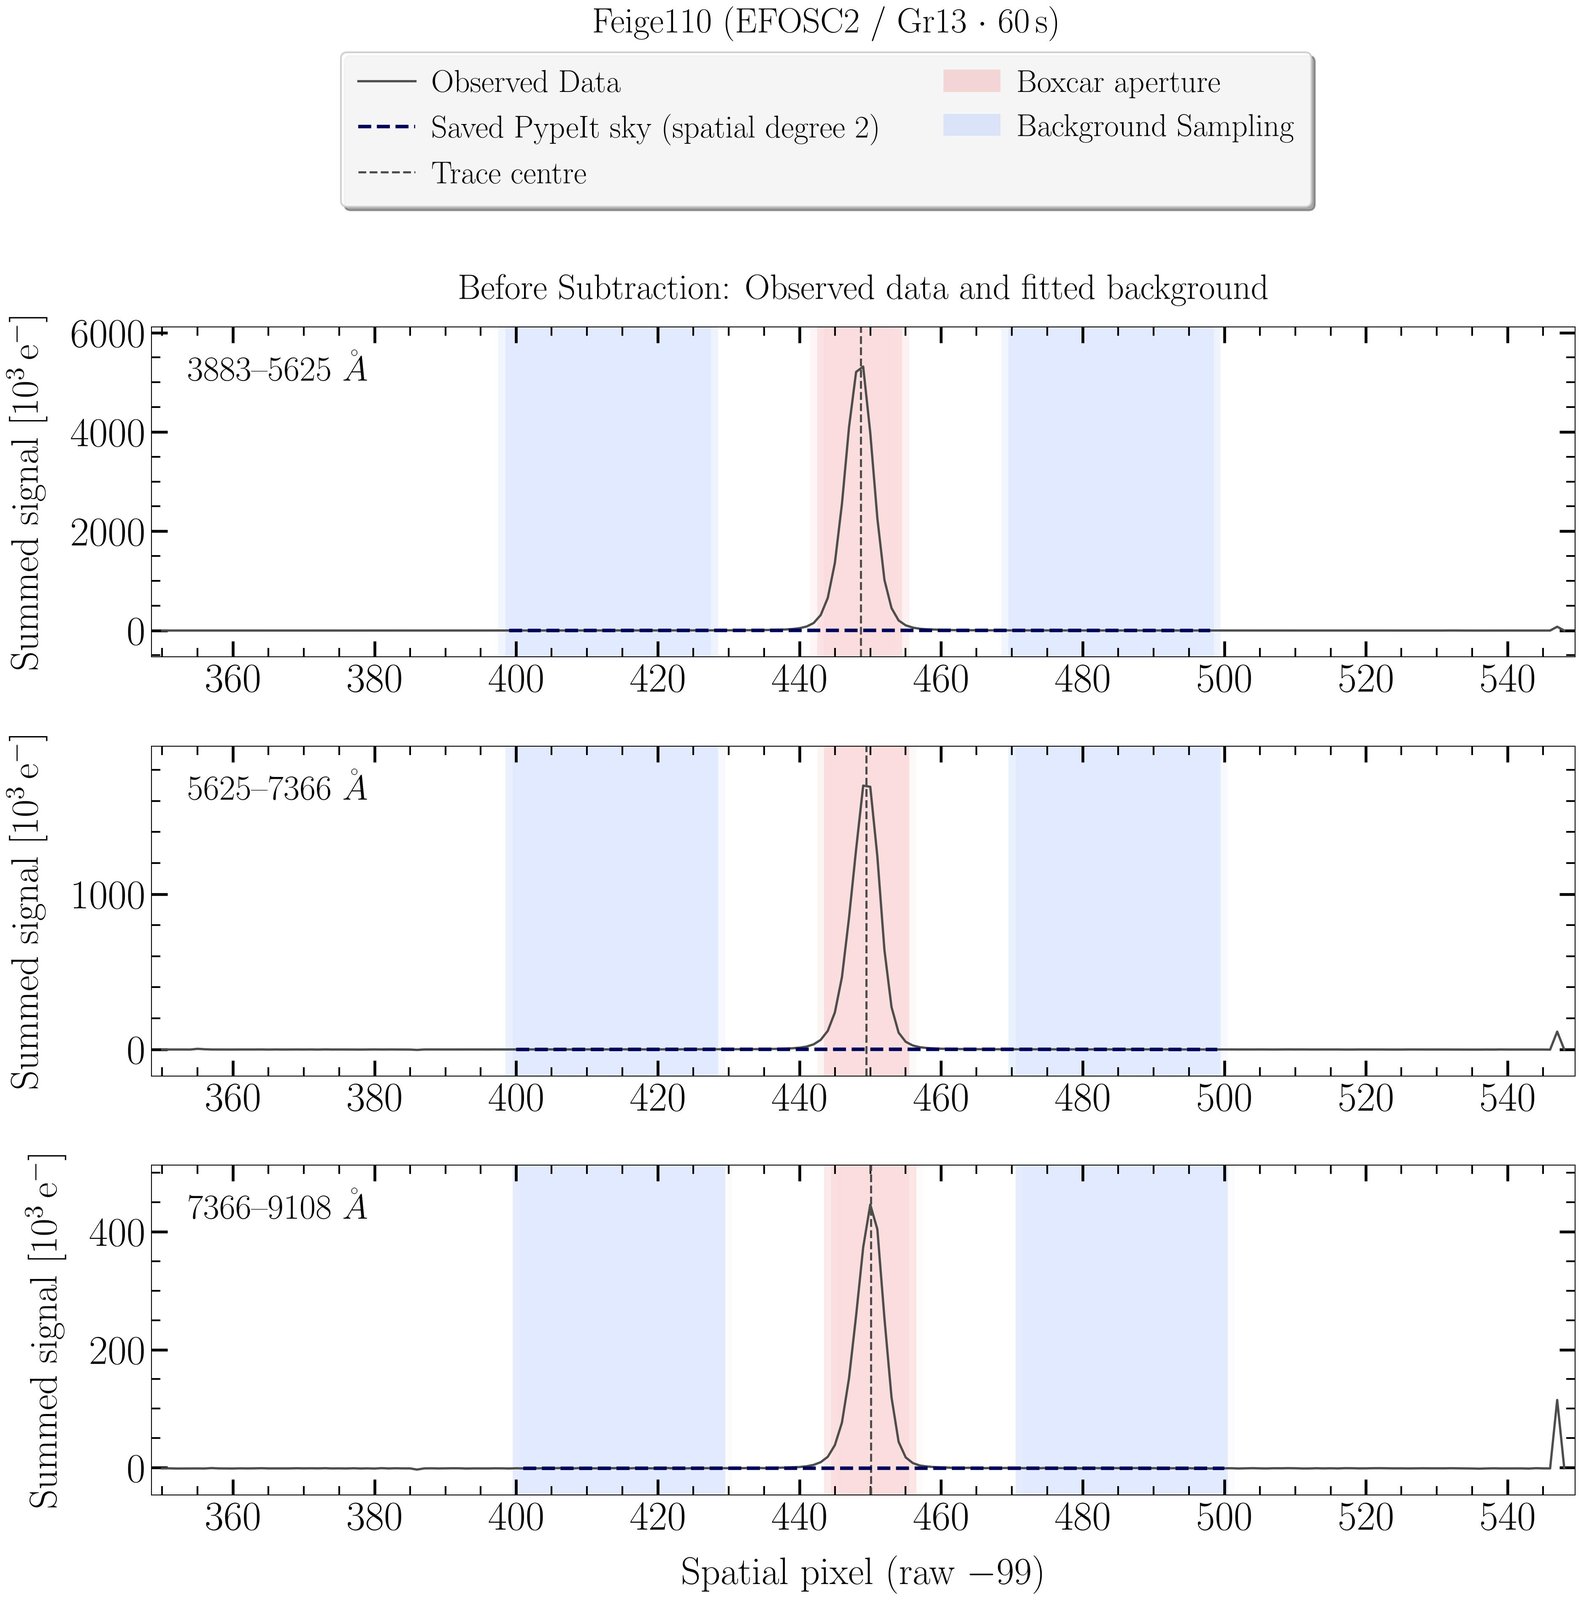 Feige110 (EFOSC2 / Gr13 · 60 s)
Observed Data
Saved PypeIt sky (spatial degree 2)
Trace centre
Boxcar aperture
Background Sampling
Before Subtraction: Observed data and fitted background
Summed signal [10³ e⁻]
6000
4000
2000
0
3883–5625 Å
360 380 400 420 440 460 480 500 520 540
Summed signal [10³ e⁻]
1000
0
5625–7366 Å
360 380 400 420 440 460 480 500 520 540
Summed signal [10³ e⁻]
400
200
0
7366–9108 Å
360 380 400 420 440 460 480 500 520 540
Spatial pixel (raw −99)